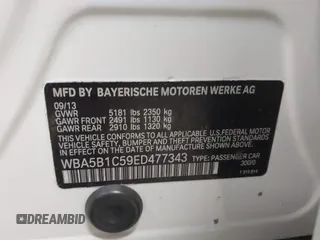 MFD BY BAYERISCHE MOTOREN WERKE AG
09/13
GVWR 5181 lbs 2350 kg
GAWR FRONT 2491 lbs 1130 kg
GAWR REAR 2910 lbs 1320 kg
THIS VEHICLE CONFORMS TO ALL APPLICABLE
U.S. FEDERAL MOTOR VEHICLE SAFETY, BUMPER,
AND THEFT PREVENTION STANDARDS IN EFFECT
ON THE DATE OF MANUFACTURE SHOWN ABOVE.
WBA5B1C59ED477343 TYPE: PASSENGER CAR
300/0
DREAMBID